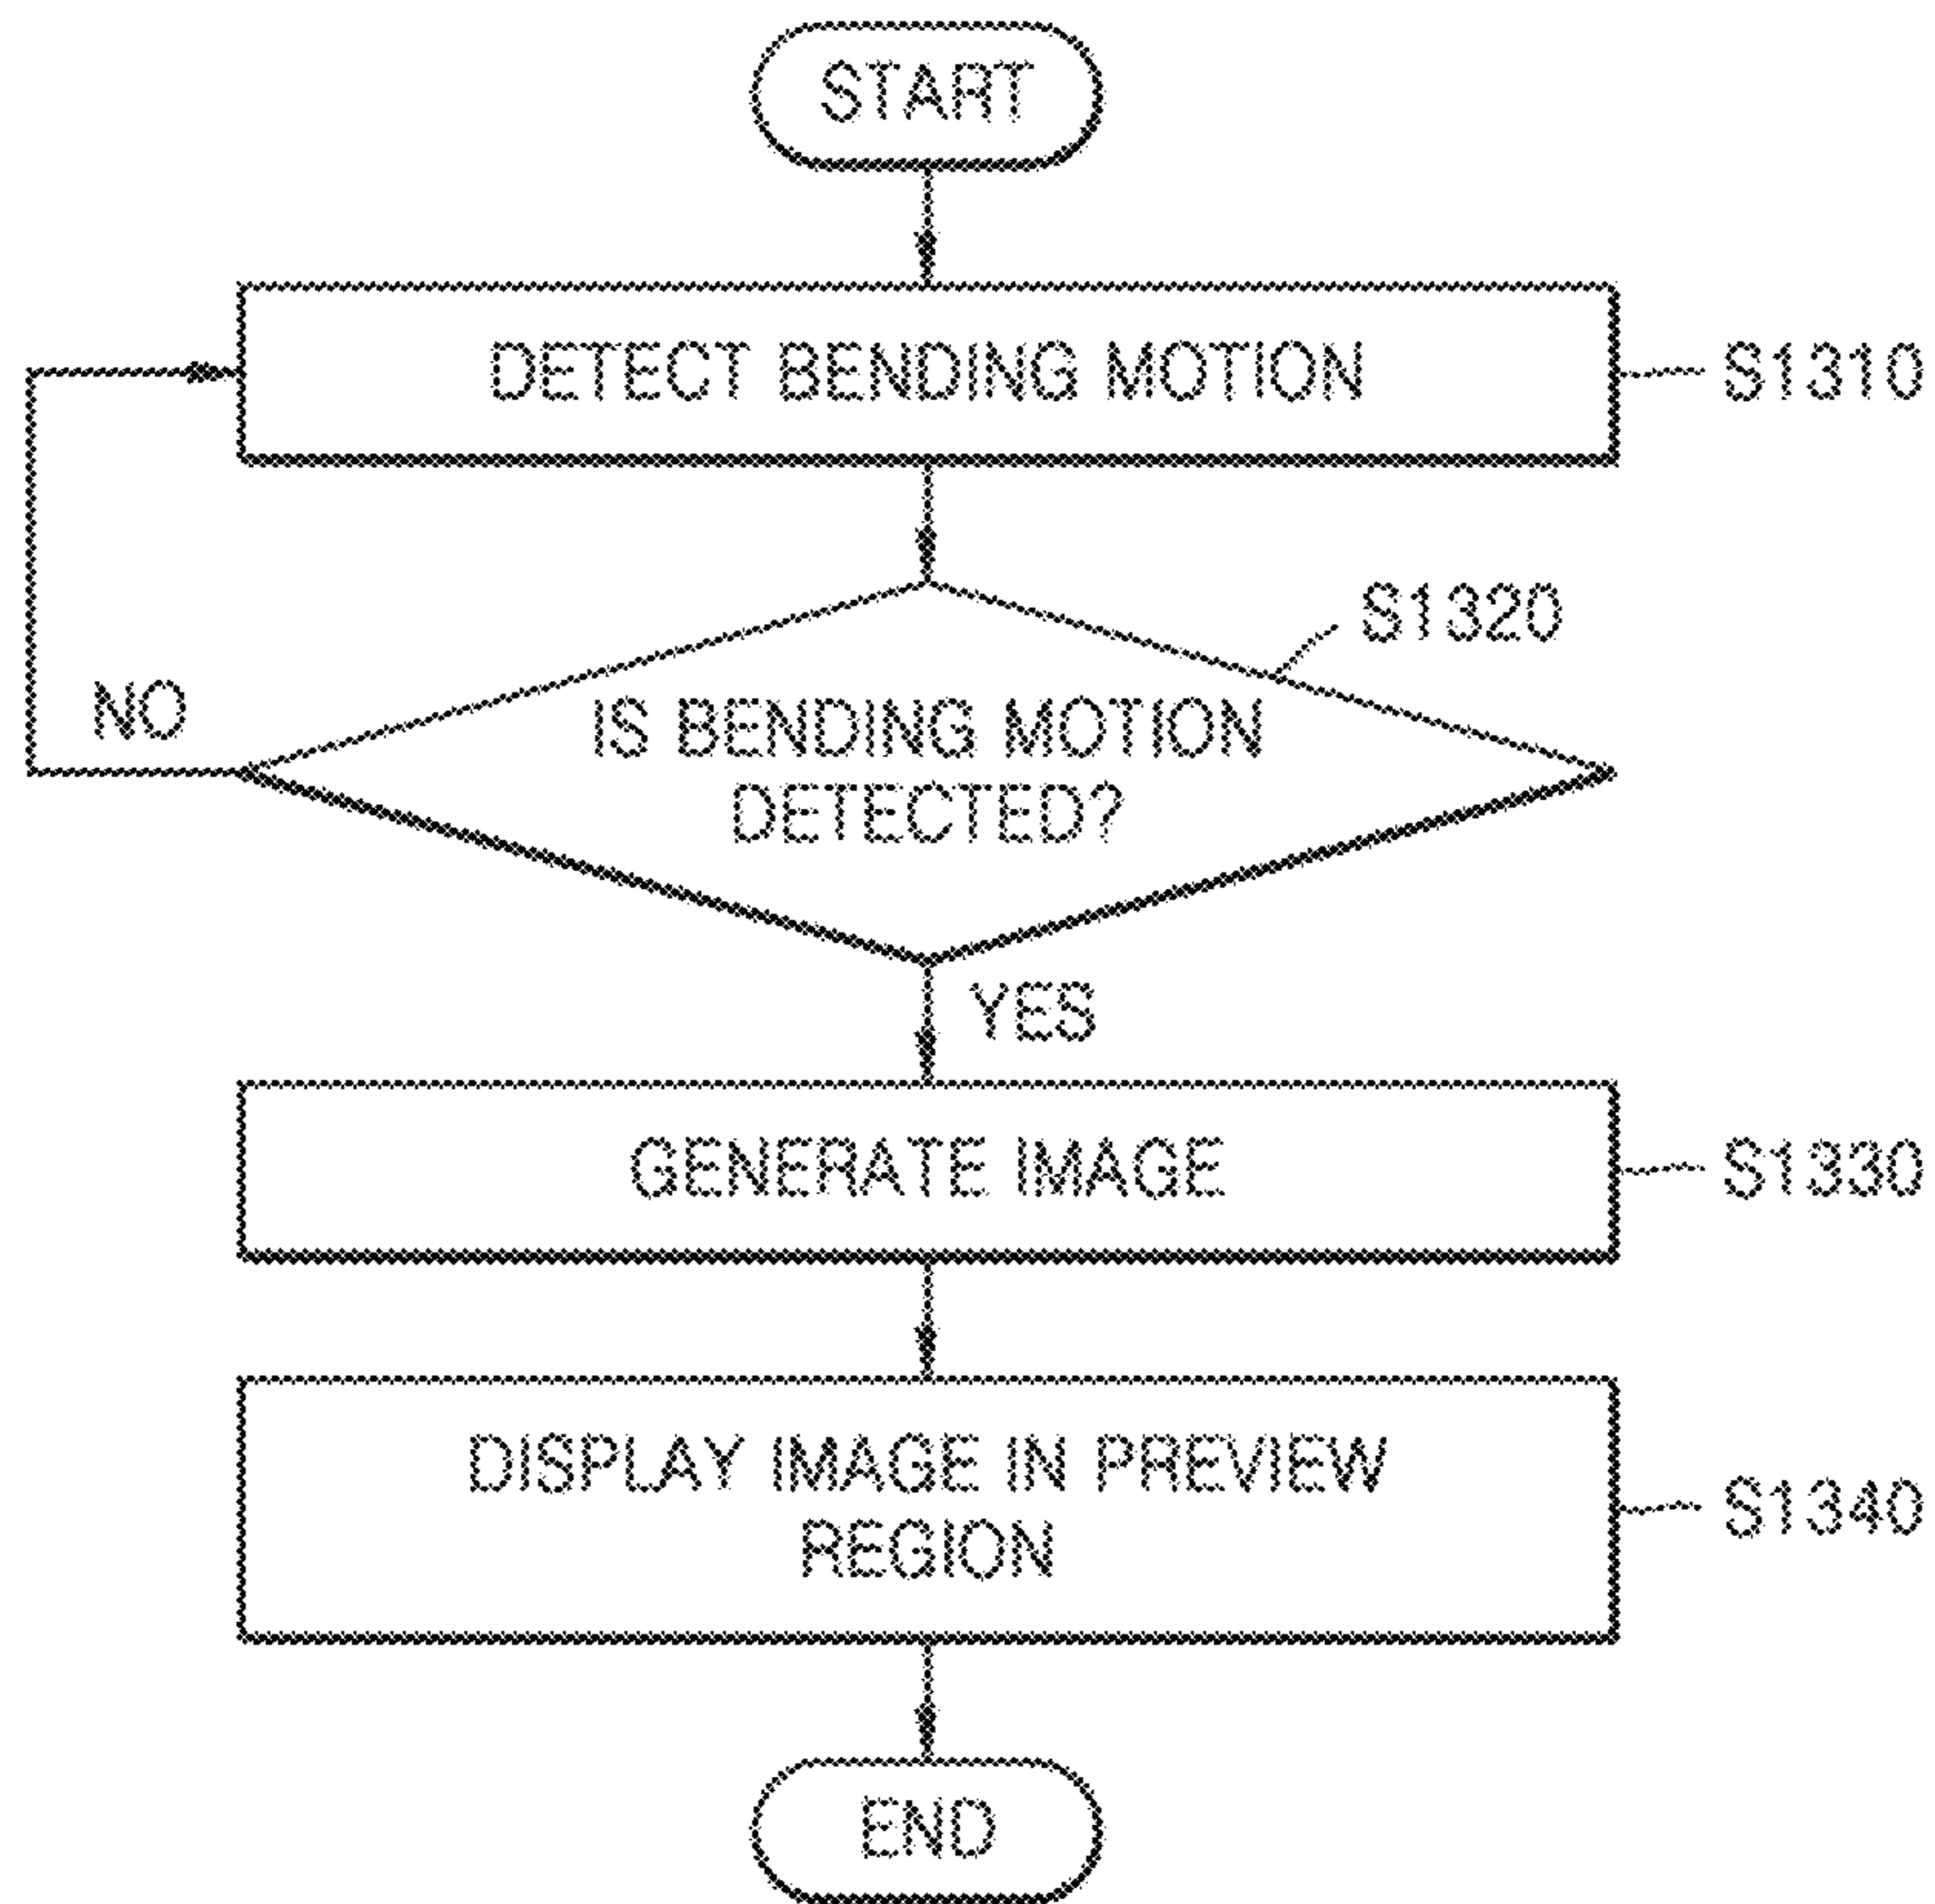 START
DETECT BENDING MOTION
S1310
S1320
IS BENDING MOTION
DETECTED?
NO
YES
GENERATE IMAGE
S1330
DISPLAY IMAGE IN PREVIEW
REGION
S1340
END